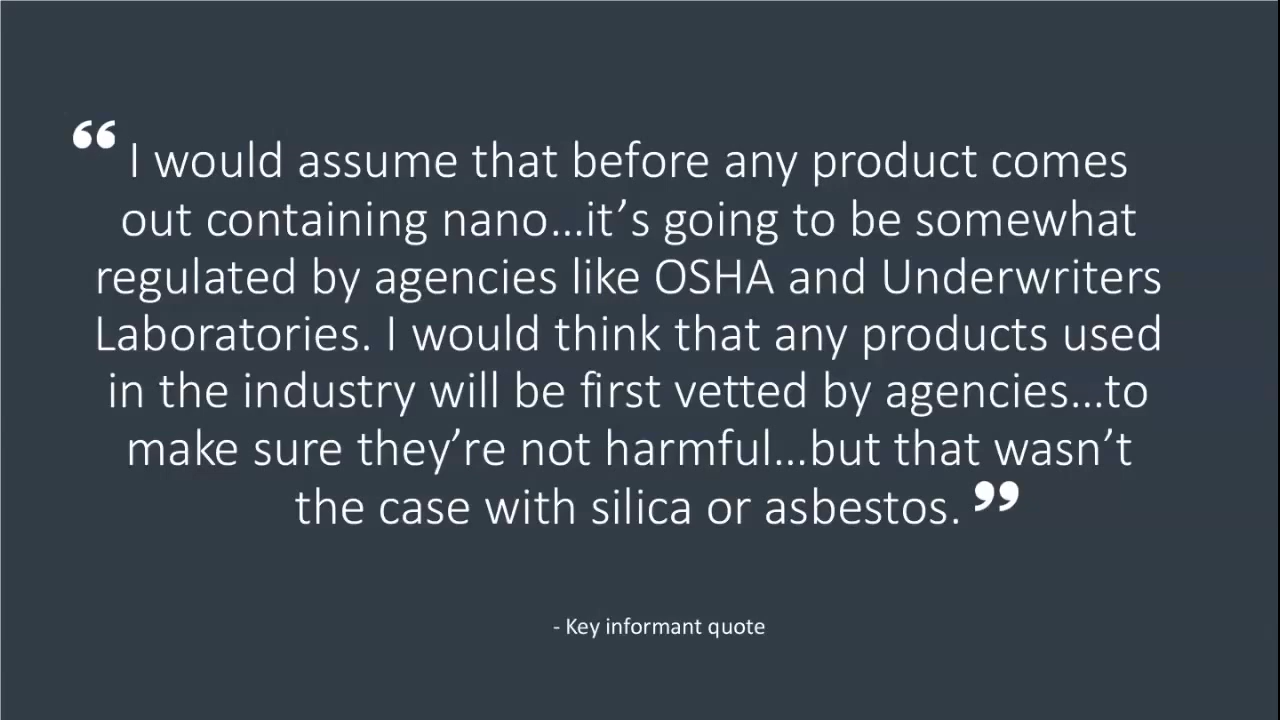 “ I would assume that before any product comes
out containing nano...it’s going to be somewhat
regulated by agencies like OSHA and Underwriters
Laboratories. I would think that any products used
in the industry will be first vetted by agencies...to
make sure they’re not harmful...but that wasn’t
the case with silica or asbestos. ”
- Key informant quote